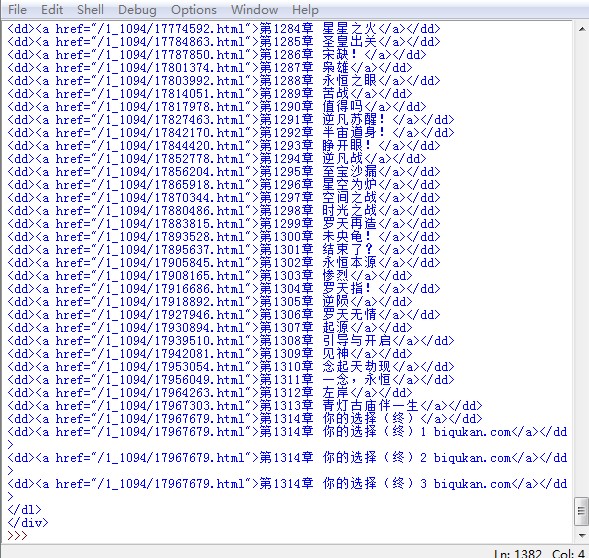 File Edit Shell Debug Options Window Help
<dd><a href="/1_1094/17774592.html">第1284章 星星之火</a></dd>
<dd><a href="/1_1094/17784863.html">第1285章 圣皇出关</a></dd>
<dd><a href="/1_1094/17787850.html">第1286章 宋缺！</a></dd>
<dd><a href="/1_1094/17801374.html">第1287章 枭雄</a></dd>
<dd><a href="/1_1094/17803992.html">第1288章 永恒之眼</a></dd>
<dd><a href="/1_1094/17814051.html">第1289章 苦战</a></dd>
<dd><a href="/1_1094/17817978.html">第1290章 值得吗</a></dd>
<dd><a href="/1_1094/17827463.html">第1291章 逆凡苏醒！</a></dd>
<dd><a href="/1_1094/17842170.html">第1292章 半宙道身！</a></dd>
<dd><a href="/1_1094/17844420.html">第1293章 睁开眼！</a></dd>
<dd><a href="/1_1094/17852778.html">第1294章 逆凡战</a></dd>
<dd><a href="/1_1094/17856204.html">第1295章 至宝沙漏</a></dd>
<dd><a href="/1_1094/17865918.html">第1296章 星空为炉</a></dd>
<dd><a href="/1_1094/17870344.html">第1297章 空间之战</a></dd>
<dd><a href="/1_1094/17880486.html">第1298章 时光之战</a></dd>
<dd><a href="/1_1094/17883815.html">第1299章 罗天再造</a></dd>
<dd><a href="/1_1094/17893528.html">第1300章 未央龟！</a></dd>
<dd><a href="/1_1094/17895637.html">第1301章 结束了？</a></dd>
<dd><a href="/1_1094/17905845.html">第1302章 永恒本源</a></dd>
<dd><a href="/1_1094/17908165.html">第1303章 惨烈</a></dd>
<dd><a href="/1_1094/17916686.html">第1304章 罗天指！</a></dd>
<dd><a href="/1_1094/17918892.html">第1305章 逆陨</a></dd>
<dd><a href="/1_1094/17927946.html">第1306章 罗天无情</a></dd>
<dd><a href="/1_1094/17930894.html">第1307章 起源</a></dd>
<dd><a href="/1_1094/17939510.html">第1308章 引导与开启</a></dd>
<dd><a href="/1_1094/17942081.html">第1309章 见神</a></dd>
<dd><a href="/1_1094/17953054.html">第1310章 念起天劫现</a></dd>
<dd><a href="/1_1094/17956049.html">第1311章 一念，永恒</a></dd>
<dd><a href="/1_1094/17964263.html">第1312章 左岸</a></dd>
<dd><a href="/1_1094/17967303.html">第1313章 青灯古庙伴一生</a></dd>
<dd><a href="/1_1094/17967679.html">第1314章 你的选择（终）</a></dd>
<dd><a href="/1_1094/17967679.html">第1314章 你的选择（终）1 biqukan.com</a></dd
>
<dd><a href="/1_1094/17967679.html">第1314章 你的选择（终）2 biqukan.com</a></dd
>
<dd><a href="/1_1094/17967679.html">第1314章 你的选择（终）3 biqukan.com</a></dd
>
</dl>
</div>
>>>
Ln: 1382 Col: 4